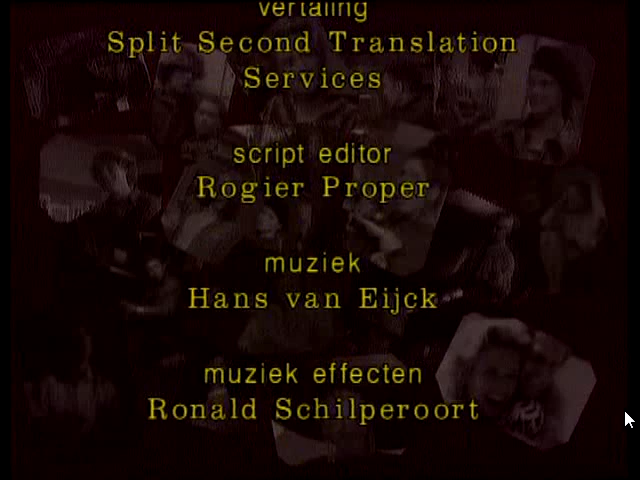 vertaling
Split Second Translation
Services
script editor
Rogier Proper
muziek
Hans van Eijck
muziek effecten
Ronald Schilperoort